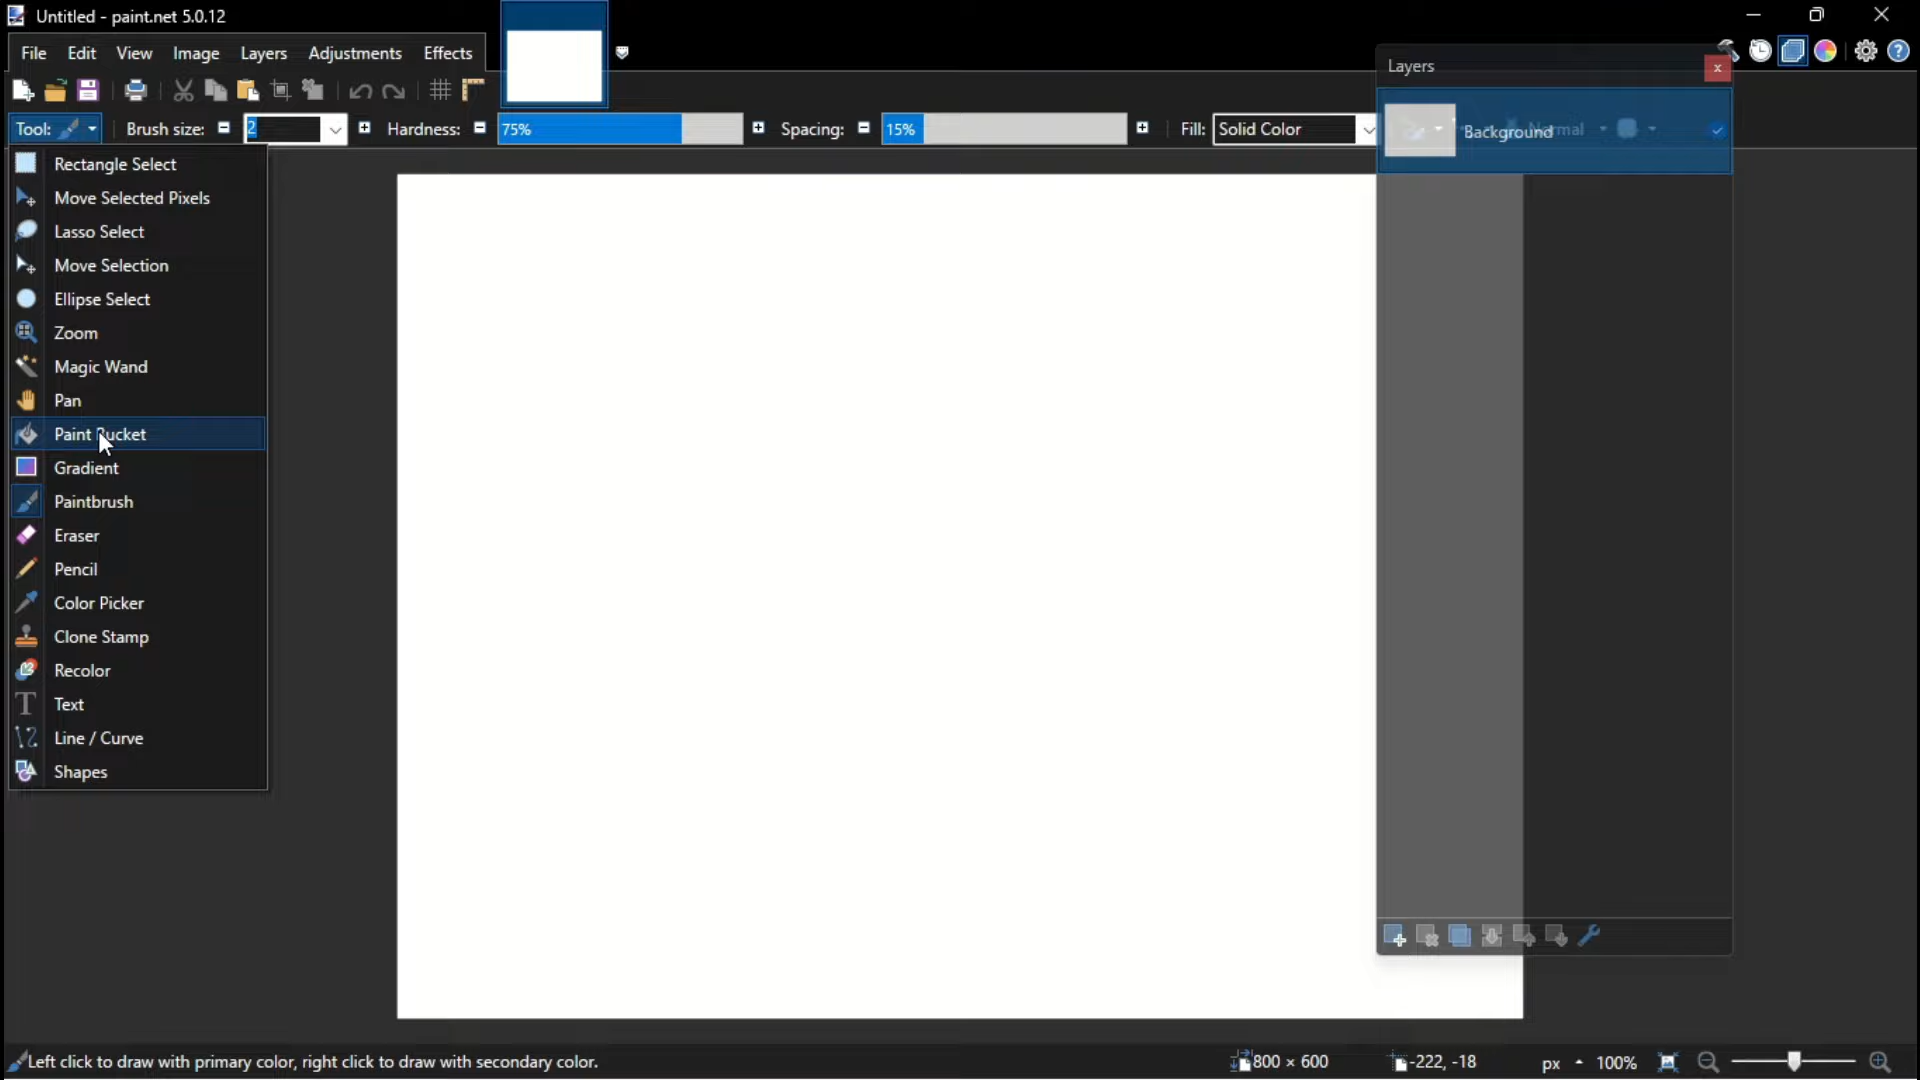 Untitled - paint.net 5.0.12
File Edit View Image Layers Adjustments Effects
Layers
x
Tool: Brush size: 2 Hardness: 75% Spacing: 15% Fill: Solid Color
Background
Normal
Rectangle Select
Move Selected Pixels
Lasso Select
Move Selection
Ellipse Select
Zoom
Magic Wand
Pan
Paint Bucket
Gradient
Paintbrush
Eraser
Pencil
Color Picker
Clone Stamp
Recolor
Text
Line / Curve
Shapes
Left click to draw with primary color, right click to draw with secondary color.
800 × 600
-222, -18
px
100%